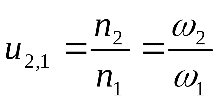 u₂,₁ = n₂/n₁ = ω₂/ω₁